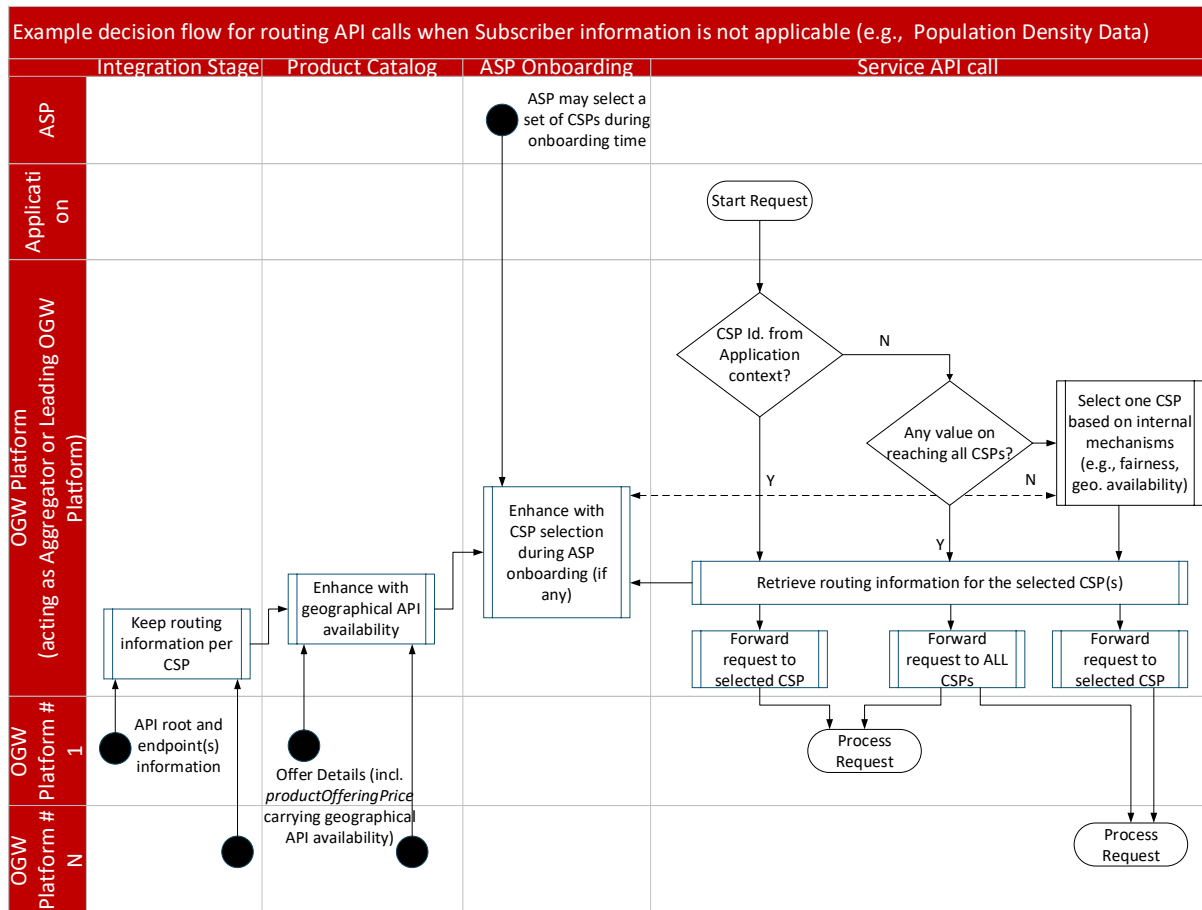 Example decision flow for routing API calls when Subscriber information is not applicable (e.g.,  Population Density Data)
Integration Stage
Product Catalog
ASP Onboarding
Service API call
ASP
ASP may select a
set of CSPs during
onboarding time
Applicati
on
Start Request
OGW Platform
(acting as Aggregator or Leading OGW
Platform)
CSP Id. from
Application
context?
N
Y
Any value on
reaching all CSPs?
N
Y
Select one CSP
based on internal
mechanisms
(e.g., fairness,
geo. availability)
Enhance with
CSP selection
during ASP
onboarding (if
any)
Enhance with
geographical API
availability
Keep routing
information per
CSP
Retrieve routing information for the selected CSP(s)
Forward
request to
selected CSP
Forward
request to ALL
CSPs
Forward
request to
selected CSP
OGW
Platform #
1
API root and
endpoint(s)
information
Offer Details (incl.
productOfferingPrice
carrying geographical
API availability)
Process
Request
OGW
Platform #
N
Process
Request